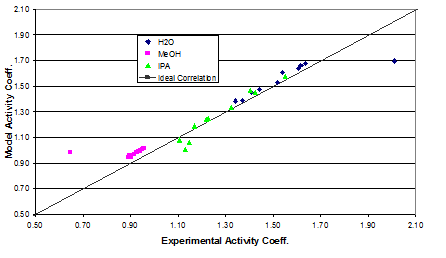 2.10
1.90
1.70
1.50
1.30
1.10
0.90
0.70
0.50
Model Activity Coeff.
H2O
MeOH
IPA
Ideal Correlation
0.50 0.70 0.90 1.10 1.30 1.50 1.70 1.90 2.10
Experimental Activity Coeff.